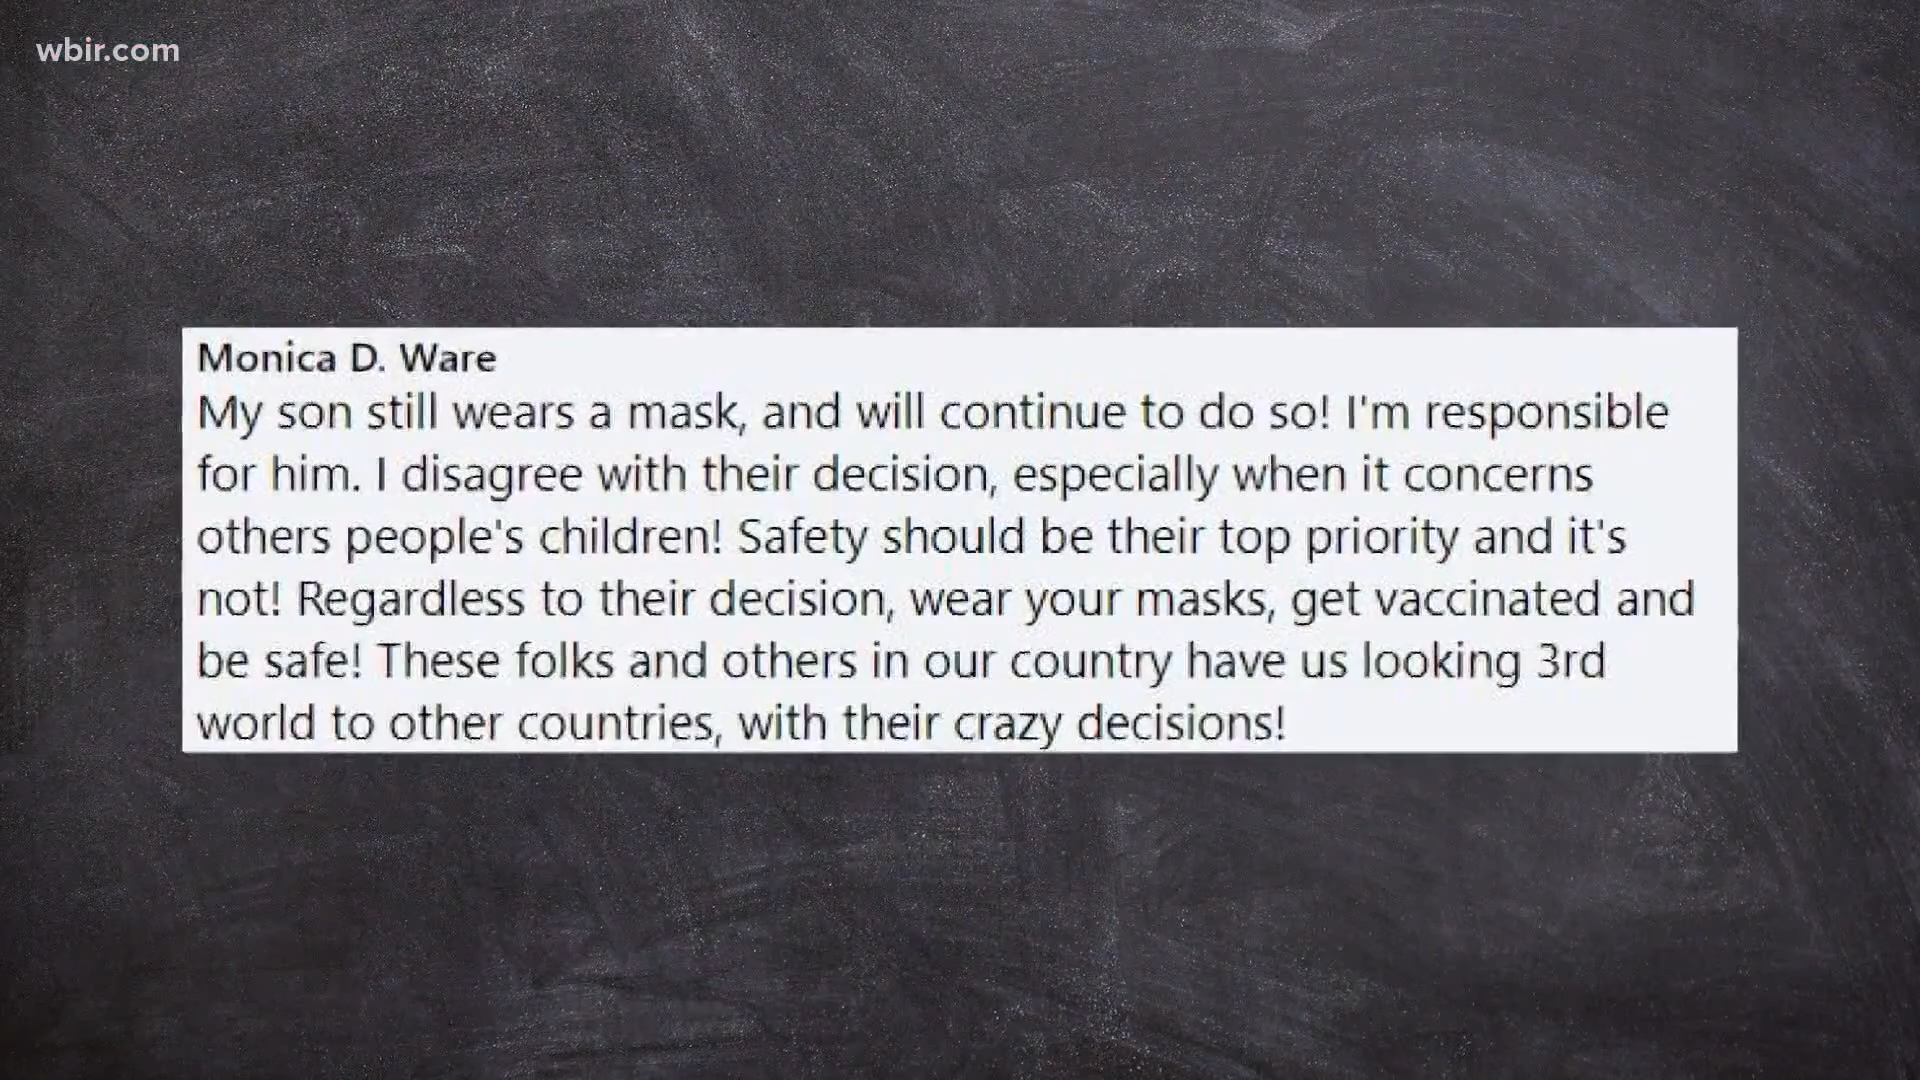 wbir.com
Monica D. Ware
My son still wears a mask, and will continue to do so! I'm responsible
for him. I disagree with their decision, especially when it concerns
others people's children! Safety should be their top priority and it's
not! Regardless to their decision, wear your masks, get vaccinated and
be safe! These folks and others in our country have us looking 3rd
world to other countries, with their crazy decisions!